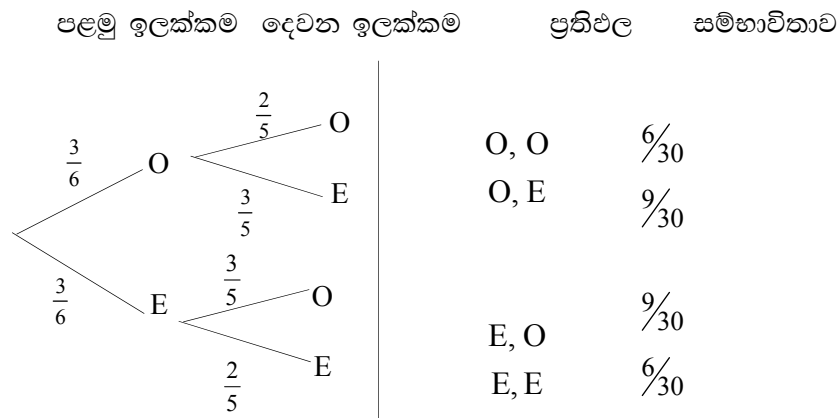 පළමු ඉලක්කම දෙවන ඉලක්කම ප්‍රතිඵල සම්භාවිතාව
2/5 O
3/6 O O, O 6/30
3/5 E O, E 9/30
3/6 E 3/5 O E, O 9/30
2/5 E E, E 6/30